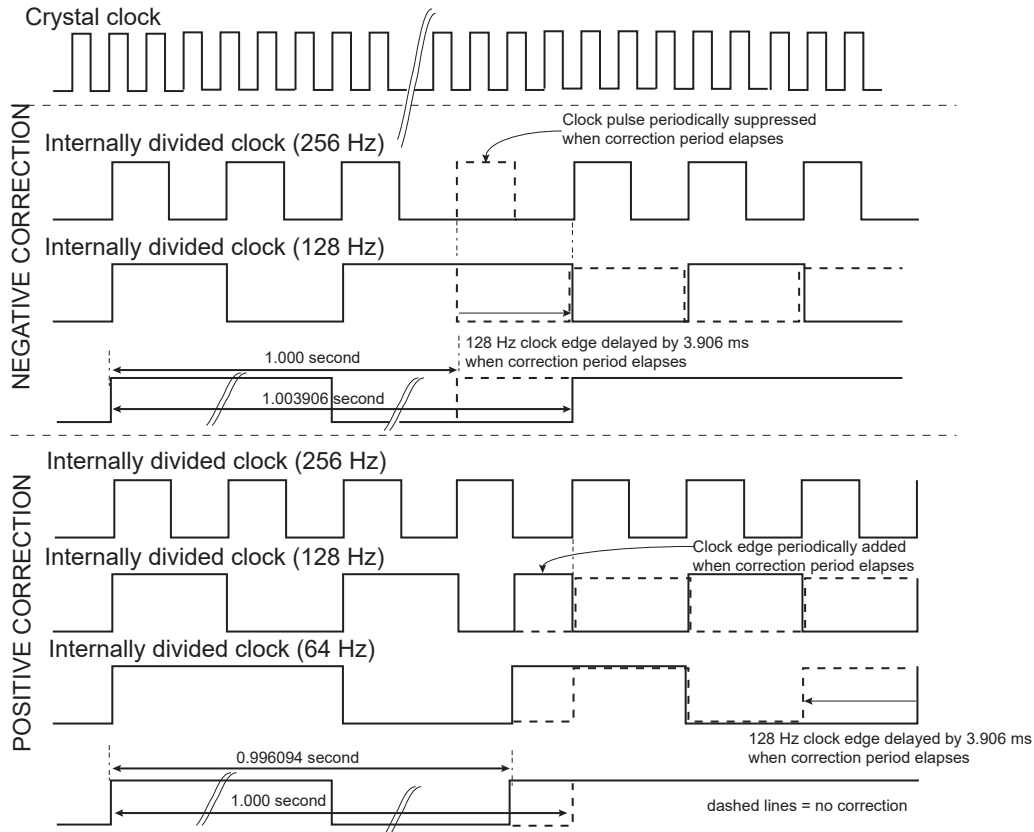 Crystal clock
NEGATIVE CORRECTION
Clock pulse periodically suppressed
when correction period elapses
Internally divided clock (256 Hz)
Internally divided clock (128 Hz)
128 Hz clock edge delayed by 3.906 ms
when correction period elapses
1.000 second
1.003906 second
POSITIVE CORRECTION
Internally divided clock (256 Hz)
Internally divided clock (128 Hz)
Clock edge periodically added
when correction period elapses
Internally divided clock (64 Hz)
128 Hz clock edge delayed by 3.906 ms
when correction period elapses
0.996094 second
1.000 second
dashed lines = no correction